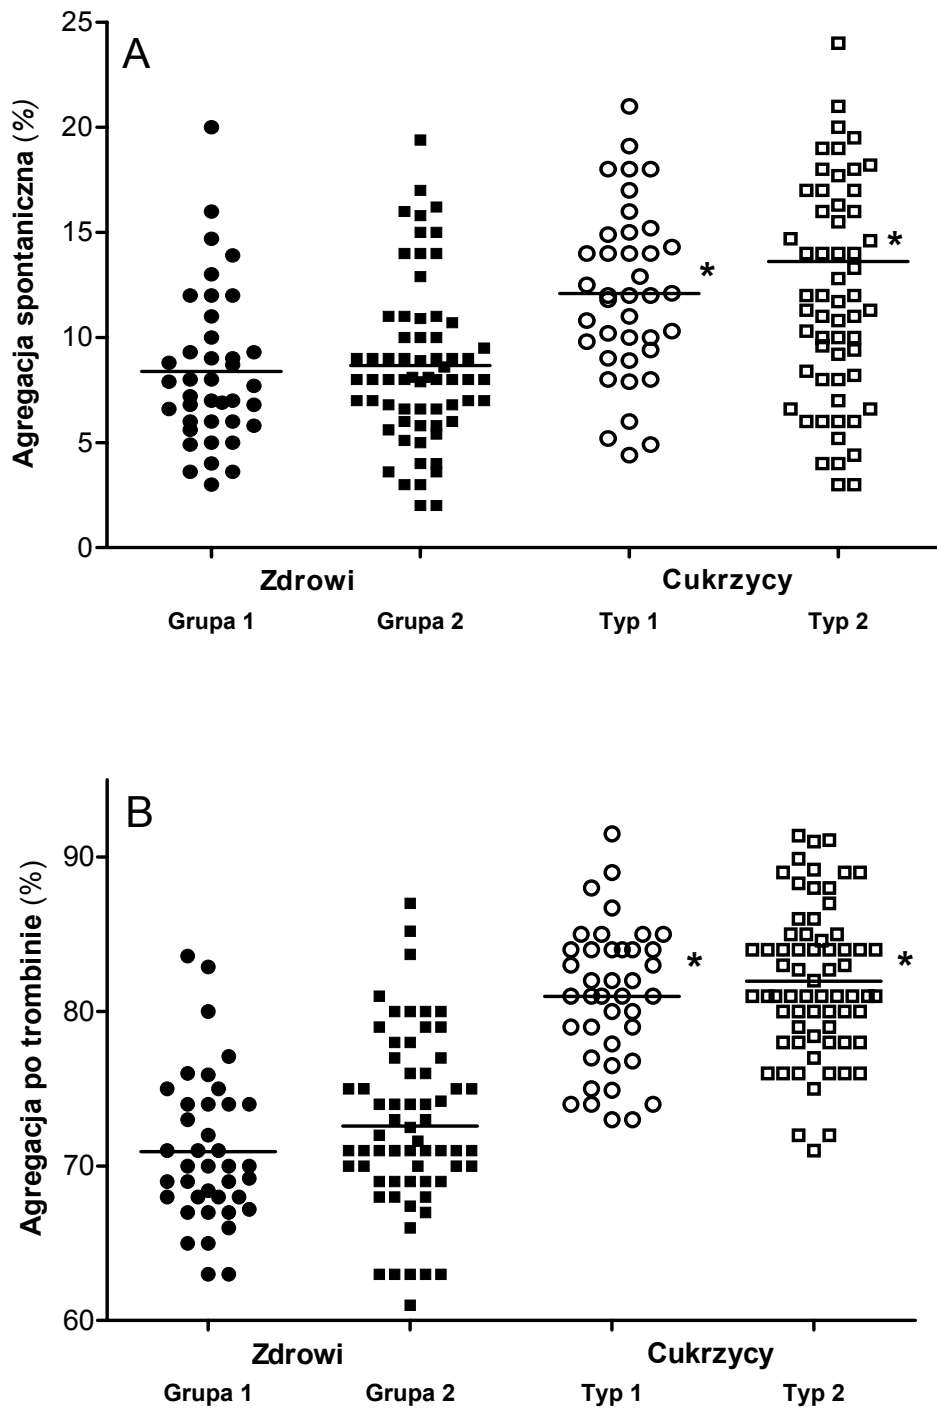 A
Agregacja spontaniczna (%)
25
20
15
10
5
0
*
*
Zdrowi Cukrzycy
Grupa 1 Grupa 2 Typ 1 Typ 2
B
Agregacja po trombinie (%)
90
80
70
60
*
*
Zdrowi Cukrzycy
Grupa 1 Grupa 2 Typ 1 Typ 2